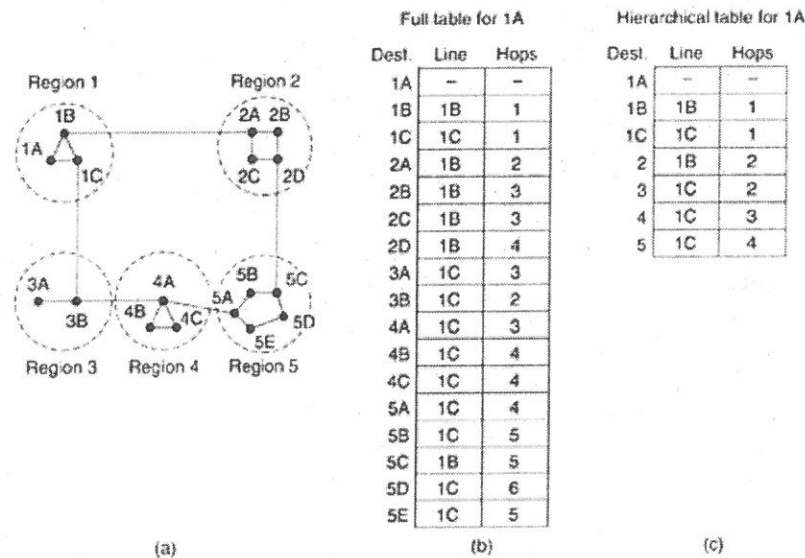 Full table for 1A
Hierarchical table for 1A
Dest. Line Hops
Dest. Line Hops
Region 1
Region 2
1B
1A
1C
2A
2B
2C
2D
3A
3B
4A
4B
4C
5B
5C
5A
5D
5E
Region 3
Region 4
Region 5
1A – –
1B 1B 1
1C 1C 1
2A 1B 2
2B 1B 3
2C 1B 3
2D 1B 4
3A 1C 3
3B 1C 2
4A 1C 3
4B 1C 4
4C 1C 4
5A 1C 4
5B 1C 5
5C 1B 5
5D 1C 6
5E 1C 5
1A – –
1B 1B 1
1C 1C 1
2 1B 2
3 1C 2
4 1C 3
5 1C 4
(a)
(b)
(c)